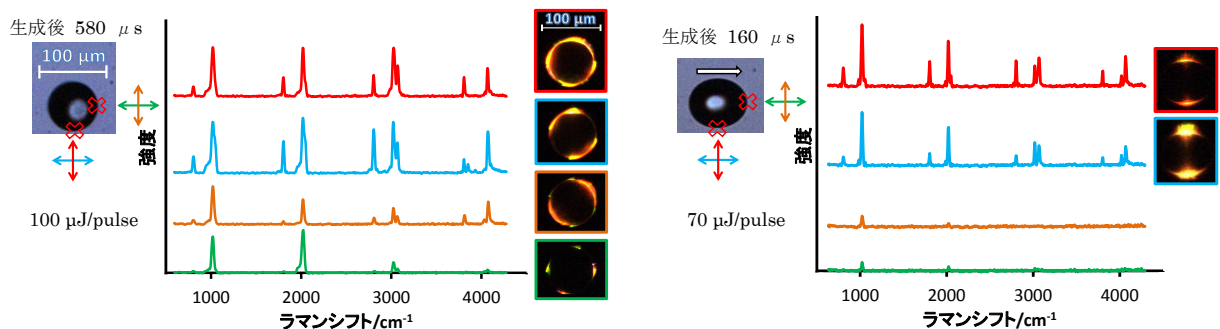 生成後 580 μs
100 μm
100 μJ/pulse
強度
1000
2000
3000
4000
ラマンシフト/cm-1
100 μm
生成後 160 μs
70 μJ/pulse
強度
1000
2000
3000
4000
ラマンシフト/cm-1